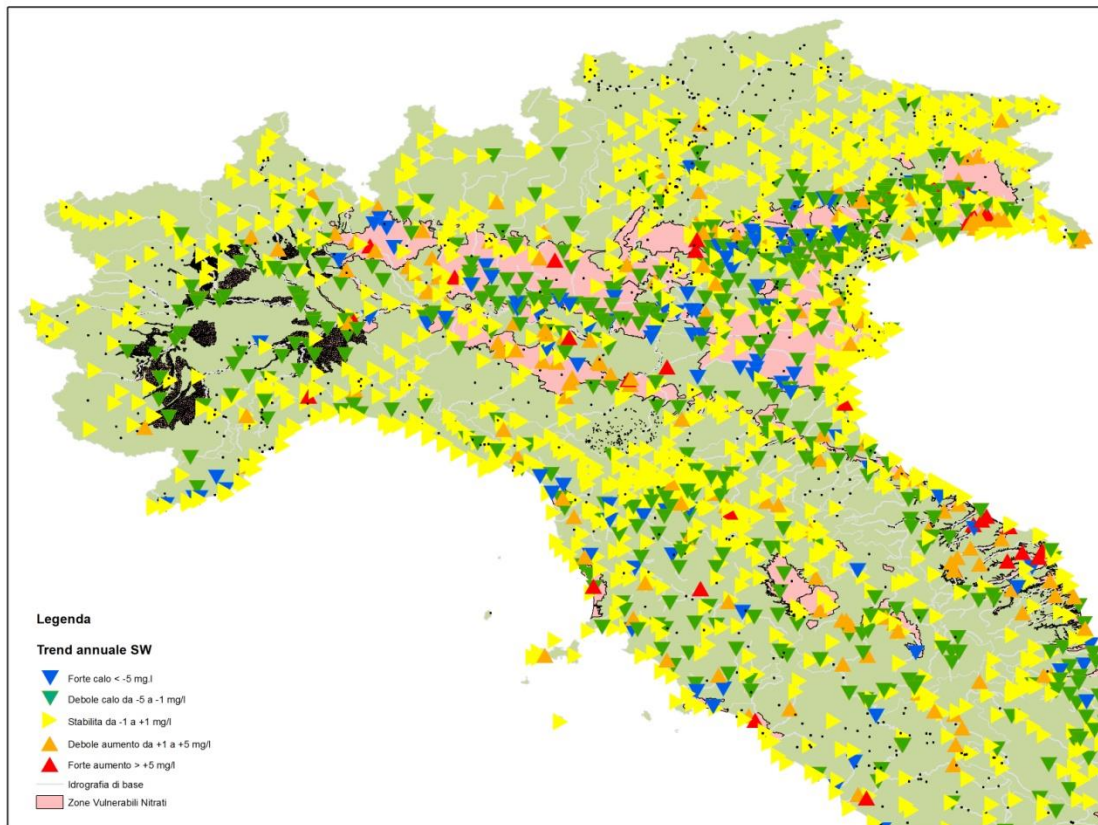 Legenda
Trend annuale SW
Forte calo < -5 mg.l
Debole calo da -5 a -1 mg/l
Stabilita da -1 a +1 mg/l
Debole aumento da +1 a +5 mg/l
Forte aumento > +5 mg/l
Idrografia di base
Zone Vulnerabili Nitrati